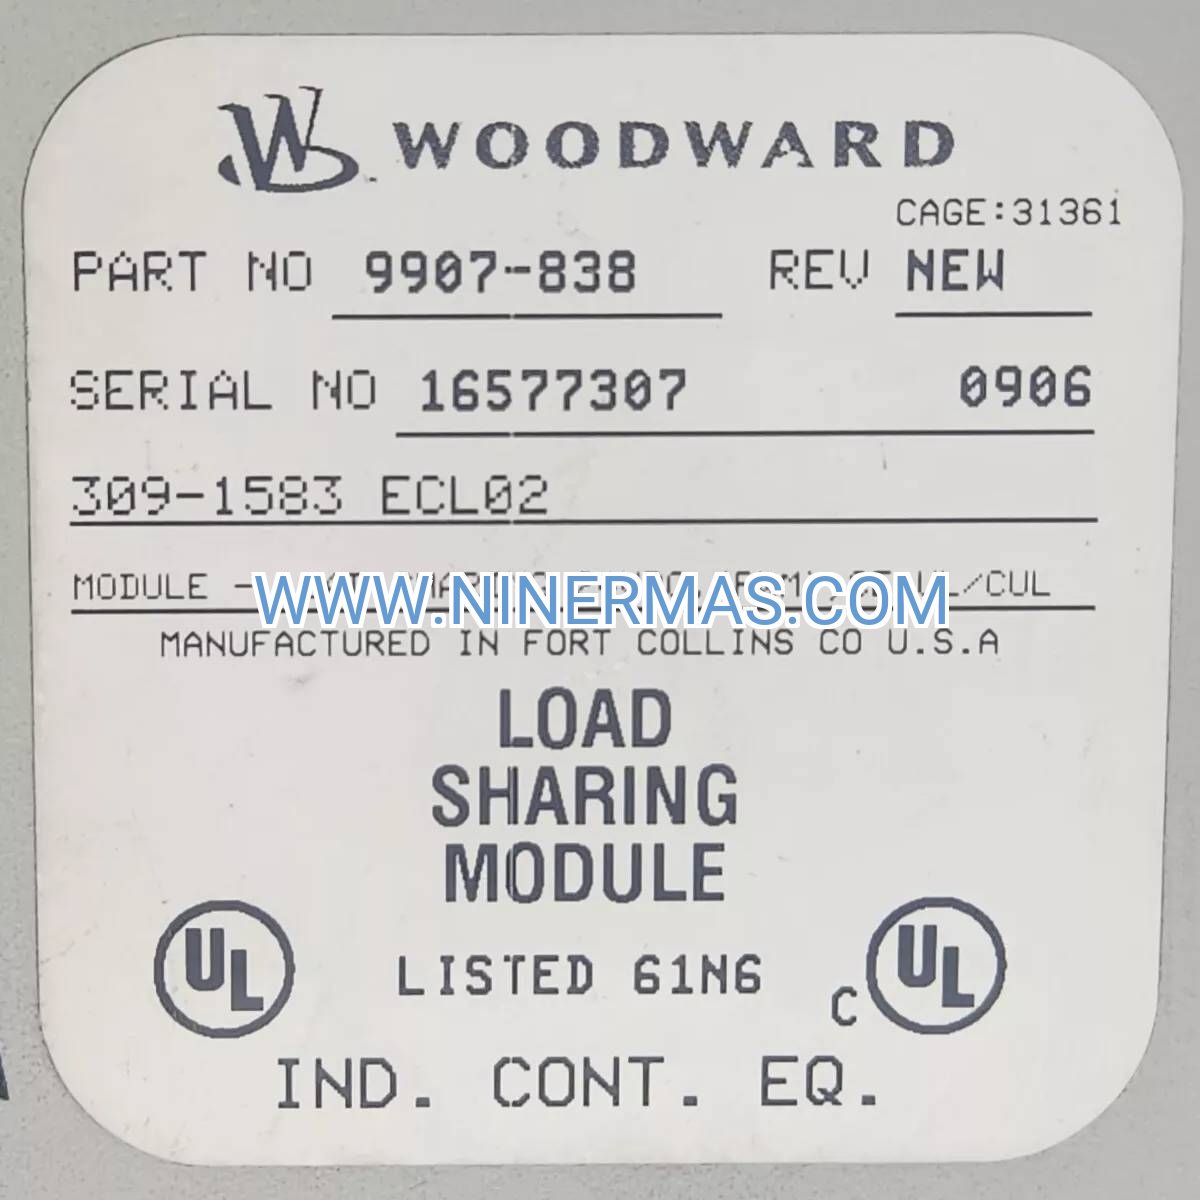 WOODWARD
CAGE:31361
PART NO 9907-838 REV NEW
SERIAL NO 16577307 0906
309-1583 ECL02
MODULE - /CUL
WWW.NINERMAS.COM
MANUFACTURED IN FORT COLLINS CO U.S.A
LOAD
SHARING
MODULE
UL LISTED 61N6 C UL
IND. CONT. EQ.